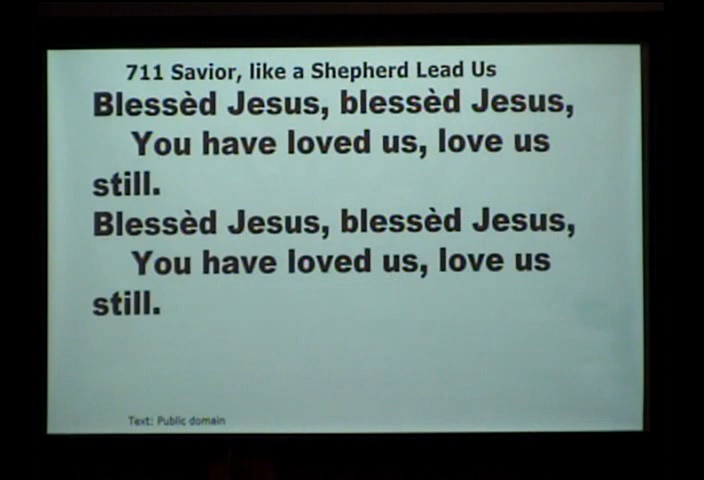 711 Savior, like a Shepherd Lead Us
Blessèd Jesus, blessèd Jesus,
You have loved us, love us
still.
Blessèd Jesus, blessèd Jesus,
You have loved us, love us
still.
Text: Public domain